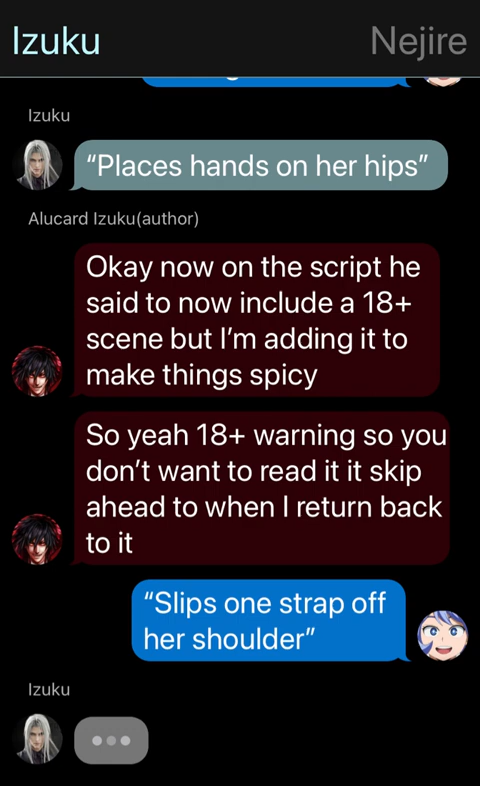 Izuku Nejire
Izuku
“Places hands on her hips”
Alucard Izuku(author)
Okay now on the script he
said to now include a 18+
scene but I’m adding it to
make things spicy
So yeah 18+ warning so you
don’t want to read it it skip
ahead to when I return back
to it
“Slips one strap off
her shoulder”
Izuku